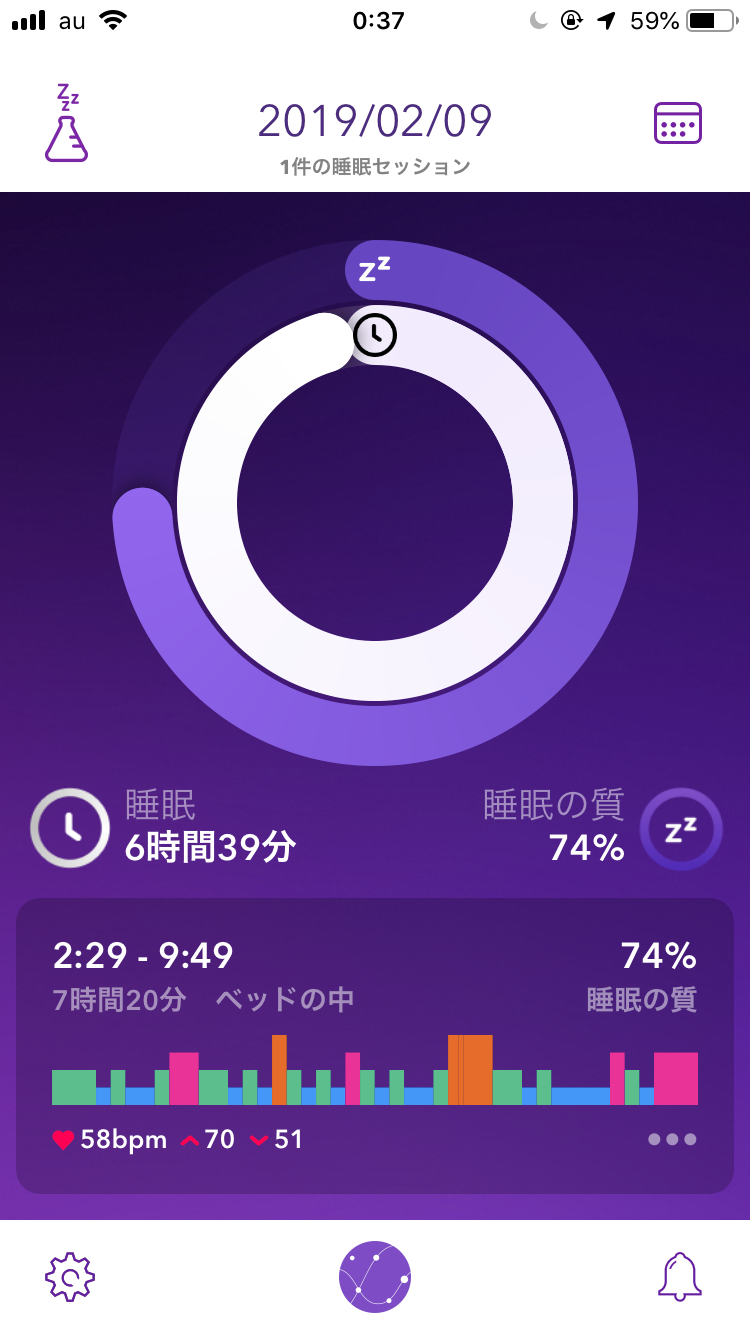 au 0:37 59%
zzz
2019/02/09
1件の睡眠セッション
zz
睡眠
6時間39分
睡眠の質
74%
zz
2:29 - 9:49 74%
7時間20分 ベッドの中 睡眠の質
58bpm 70 51